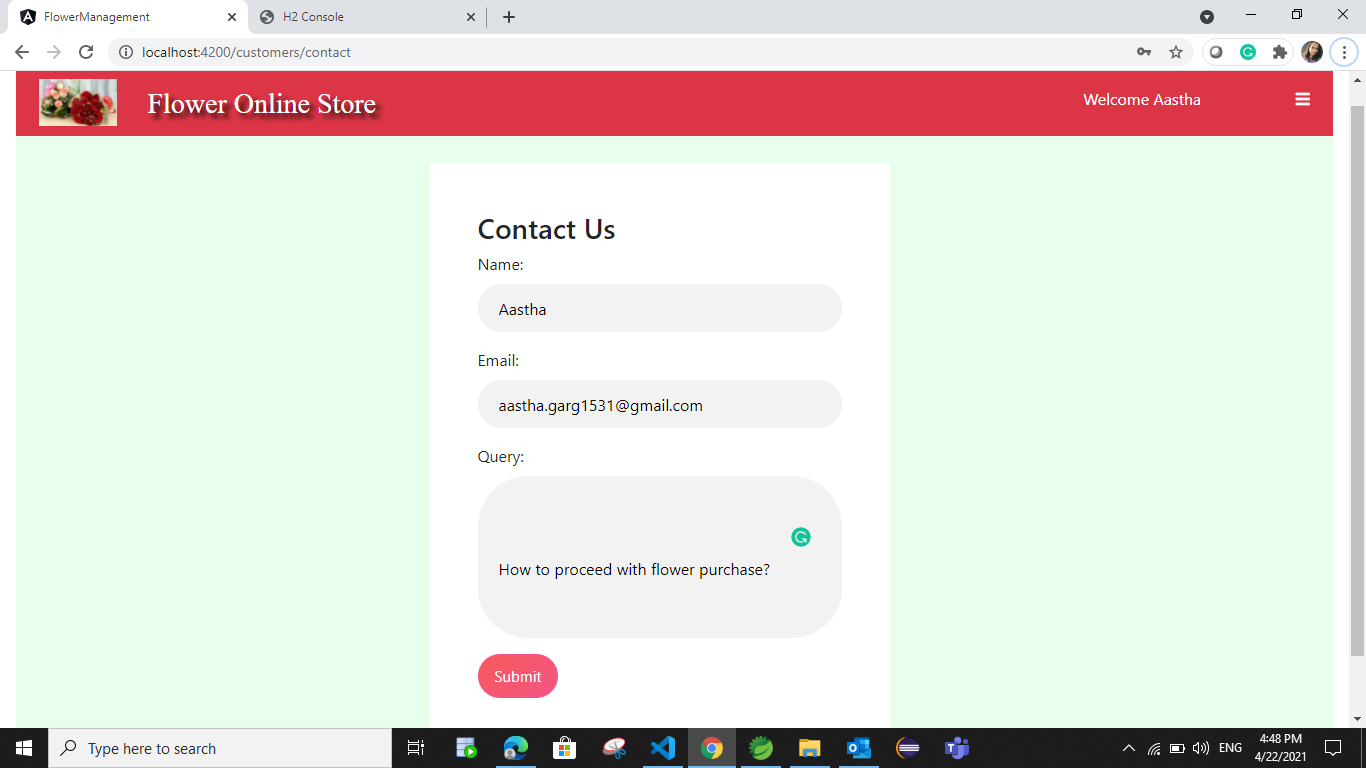 FlowerManagement
H2 Console
localhost:4200/customers/contact
Flower Online Store
Welcome Aastha
Contact Us
Name:
Aastha
Email:
aastha.garg1531@gmail.com
Query:
How to proceed with flower purchase?
Submit
Type here to search
ENG
4:48 PM
4/22/2021